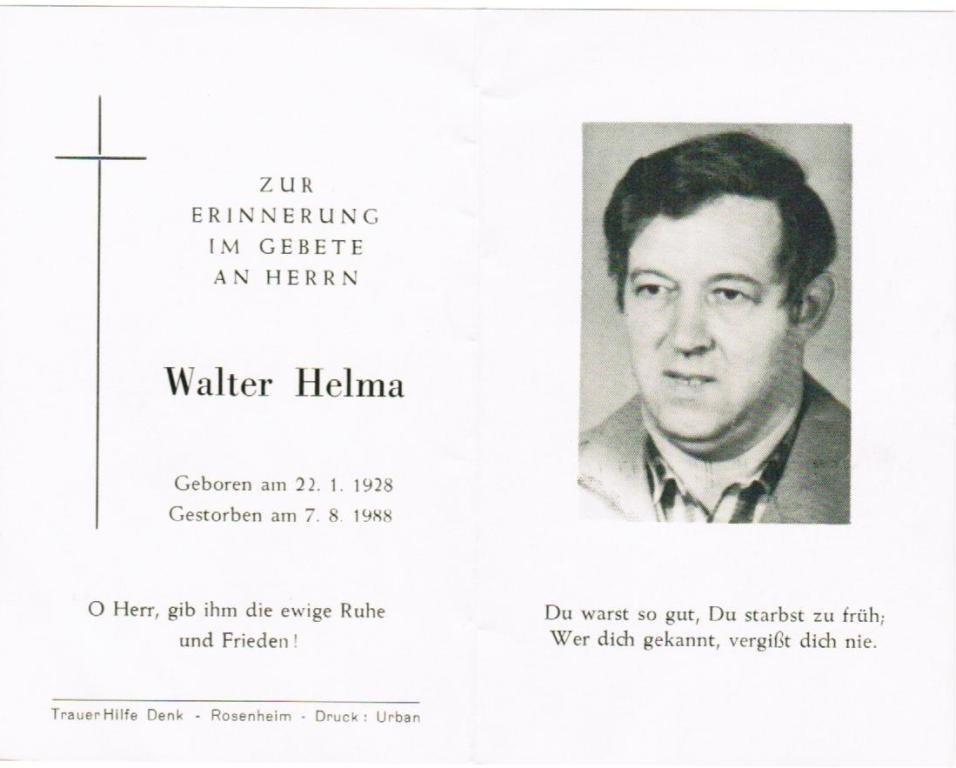 ZUR
ERINNERUNG
IM GEBETE
AN HERRN
Walter Helma
Geboren am 22. 1. 1928
Gestorben am 7. 8. 1988
O Herr, gib ihm die ewige Ruhe
und Frieden!
TrauerHilfe Denk - Rosenheim - Druck: Urban
Du warst so gut, Du starbst zu früh;
Wer dich gekannt, vergißt dich nie.